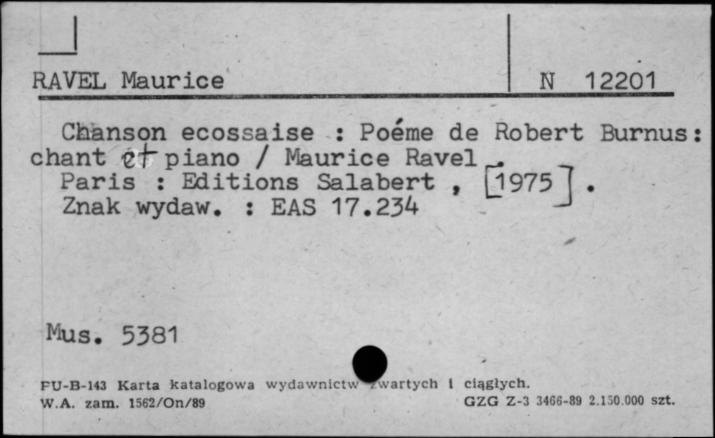 RAVEL Maurice N 12201
Chanson ecossaise : Poéme de Robert Burnus:
chant et piano / Maurice Ravel .
Paris : Editions Salabert , [1975] .
Znak wydaw. : EAS 17.234
Mus. 5381
PU-B-143 Karta katalogowa wydawnictw zwartych i ciągłych.
W.A. zam. 1562/On/89 GZG Z-3 3466-89 2.150.000 szt.